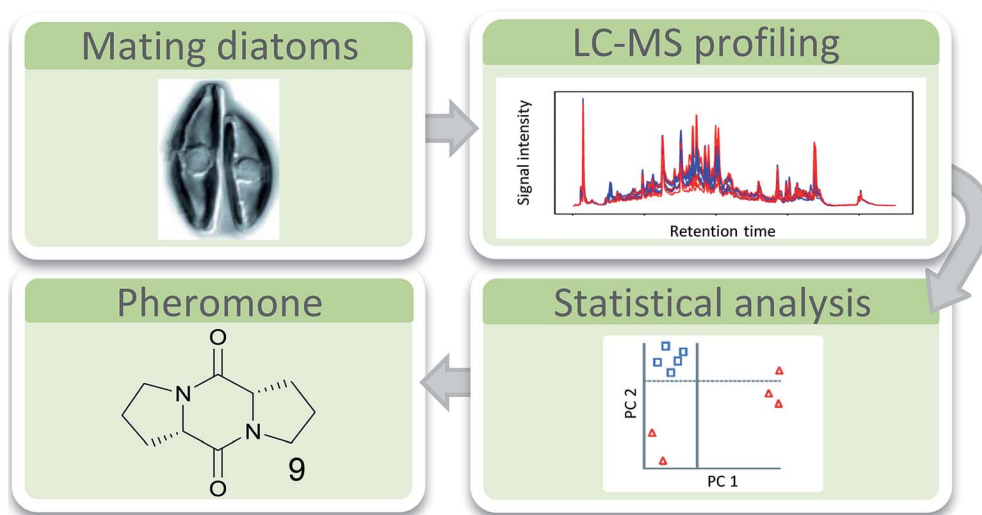 Mating diatoms
LC-MS profiling
Signal intensity
Retention time
Statistical analysis
PC 2
PC 1
Pheromone
O
N
N
O
9